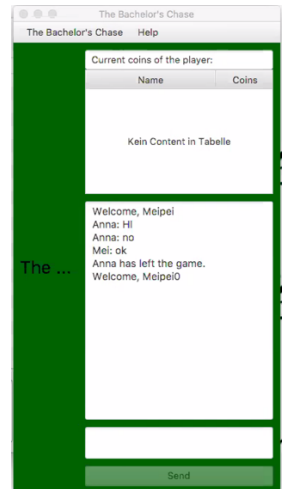 The Bachelor's Chase
The Bachelor's Chase Help
Current coins of the player:
Name Coins
Kein Content in Tabelle
Welcome, Meipei
Anna: HI
Anna: no
Mei: ok
Anna has left the game.
Welcome, Meipei0
The ...
Send